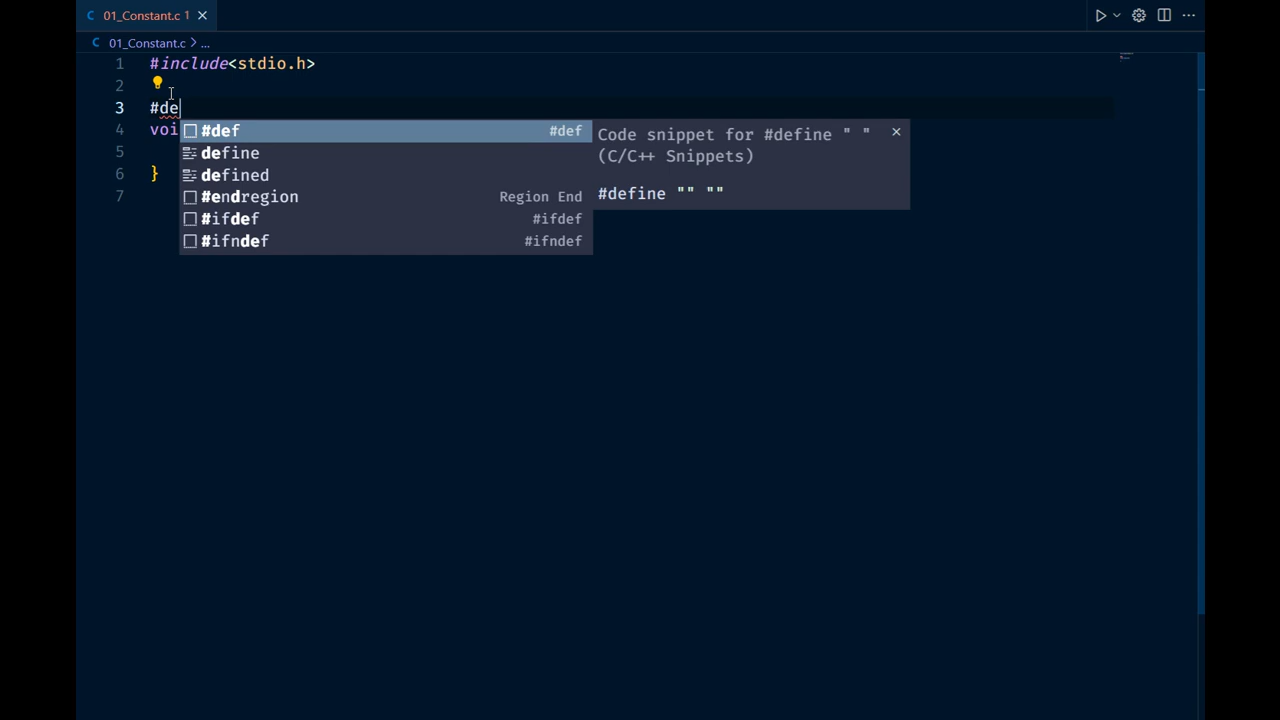 01_Constant.c 1
01_Constant.c > ...
1 #include<stdio.h>
2
3 #de
4 voi
5
6 }
7
#def #def
define
defined
#endregion Region End
#ifdef #ifdef
#ifndef #ifndef
Code snippet for #define " "
(C/C++ Snippets)
#define "" ""